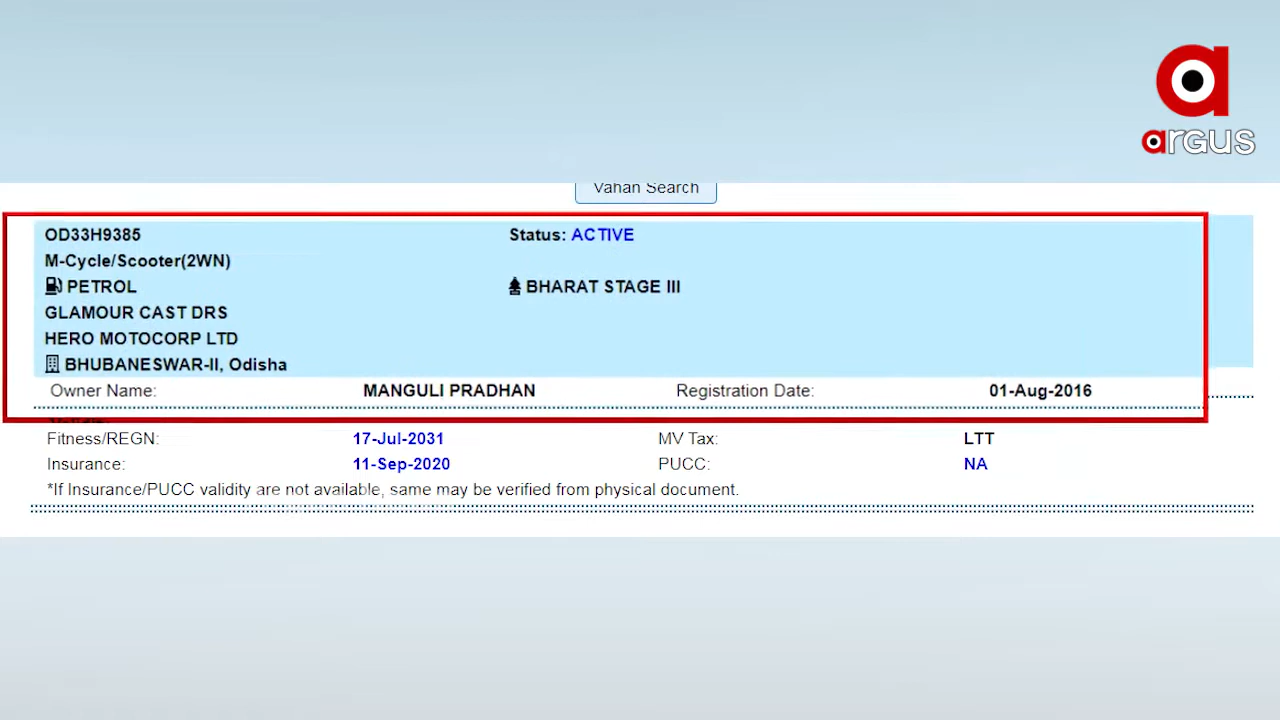 argus
Vahan Search
OD33H9385 Status: ACTIVE
M-Cycle/Scooter(2WN)
PETROL BHARAT STAGE III
GLAMOUR CAST DRS
HERO MOTOCORP LTD
BHUBANESWAR-II, Odisha
Owner Name: MANGULI PRADHAN Registration Date: 01-Aug-2016
Fitness/REGN: 17-Jul-2031 MV Tax: LTT
Insurance: 11-Sep-2020 PUCC: NA
*If Insurance/PUCC validity are not available, same may be verified from physical document.